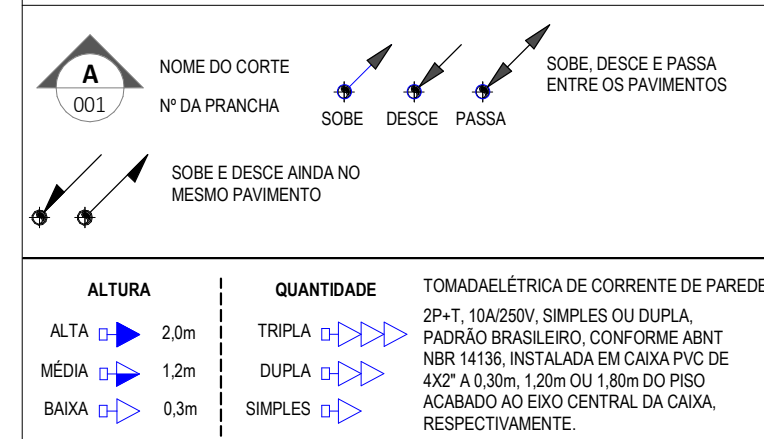 A
001
NOME DO CORTE
Nº DA PRANCHA
SOBE
DESCE
PASSA
SOBE, DESCE E PASSA
ENTRE OS PAVIMENTOS
SOBE E DESCE AINDA NO
MESMO PAVIMENTO
ALTURA
ALTA 2,0m
MÉDIA 1,2m
BAIXA 0,3m
QUANTIDADE
TRIPLA
DUPLA
SIMPLES
TOMADAELÉTRICA DE CORRENTE DE PAREDE
2P+T, 10A/250V, SIMPLES OU DUPLA,
PADRÃO BRASILEIRO, CONFORME ABNT
NBR 14136, INSTALADA EM CAIXA PVC DE
4X2" A 0,30m, 1,20m OU 1,80m DO PISO
ACABADO AO EIXO CENTRAL DA CAIXA,
RESPECTIVAMENTE.